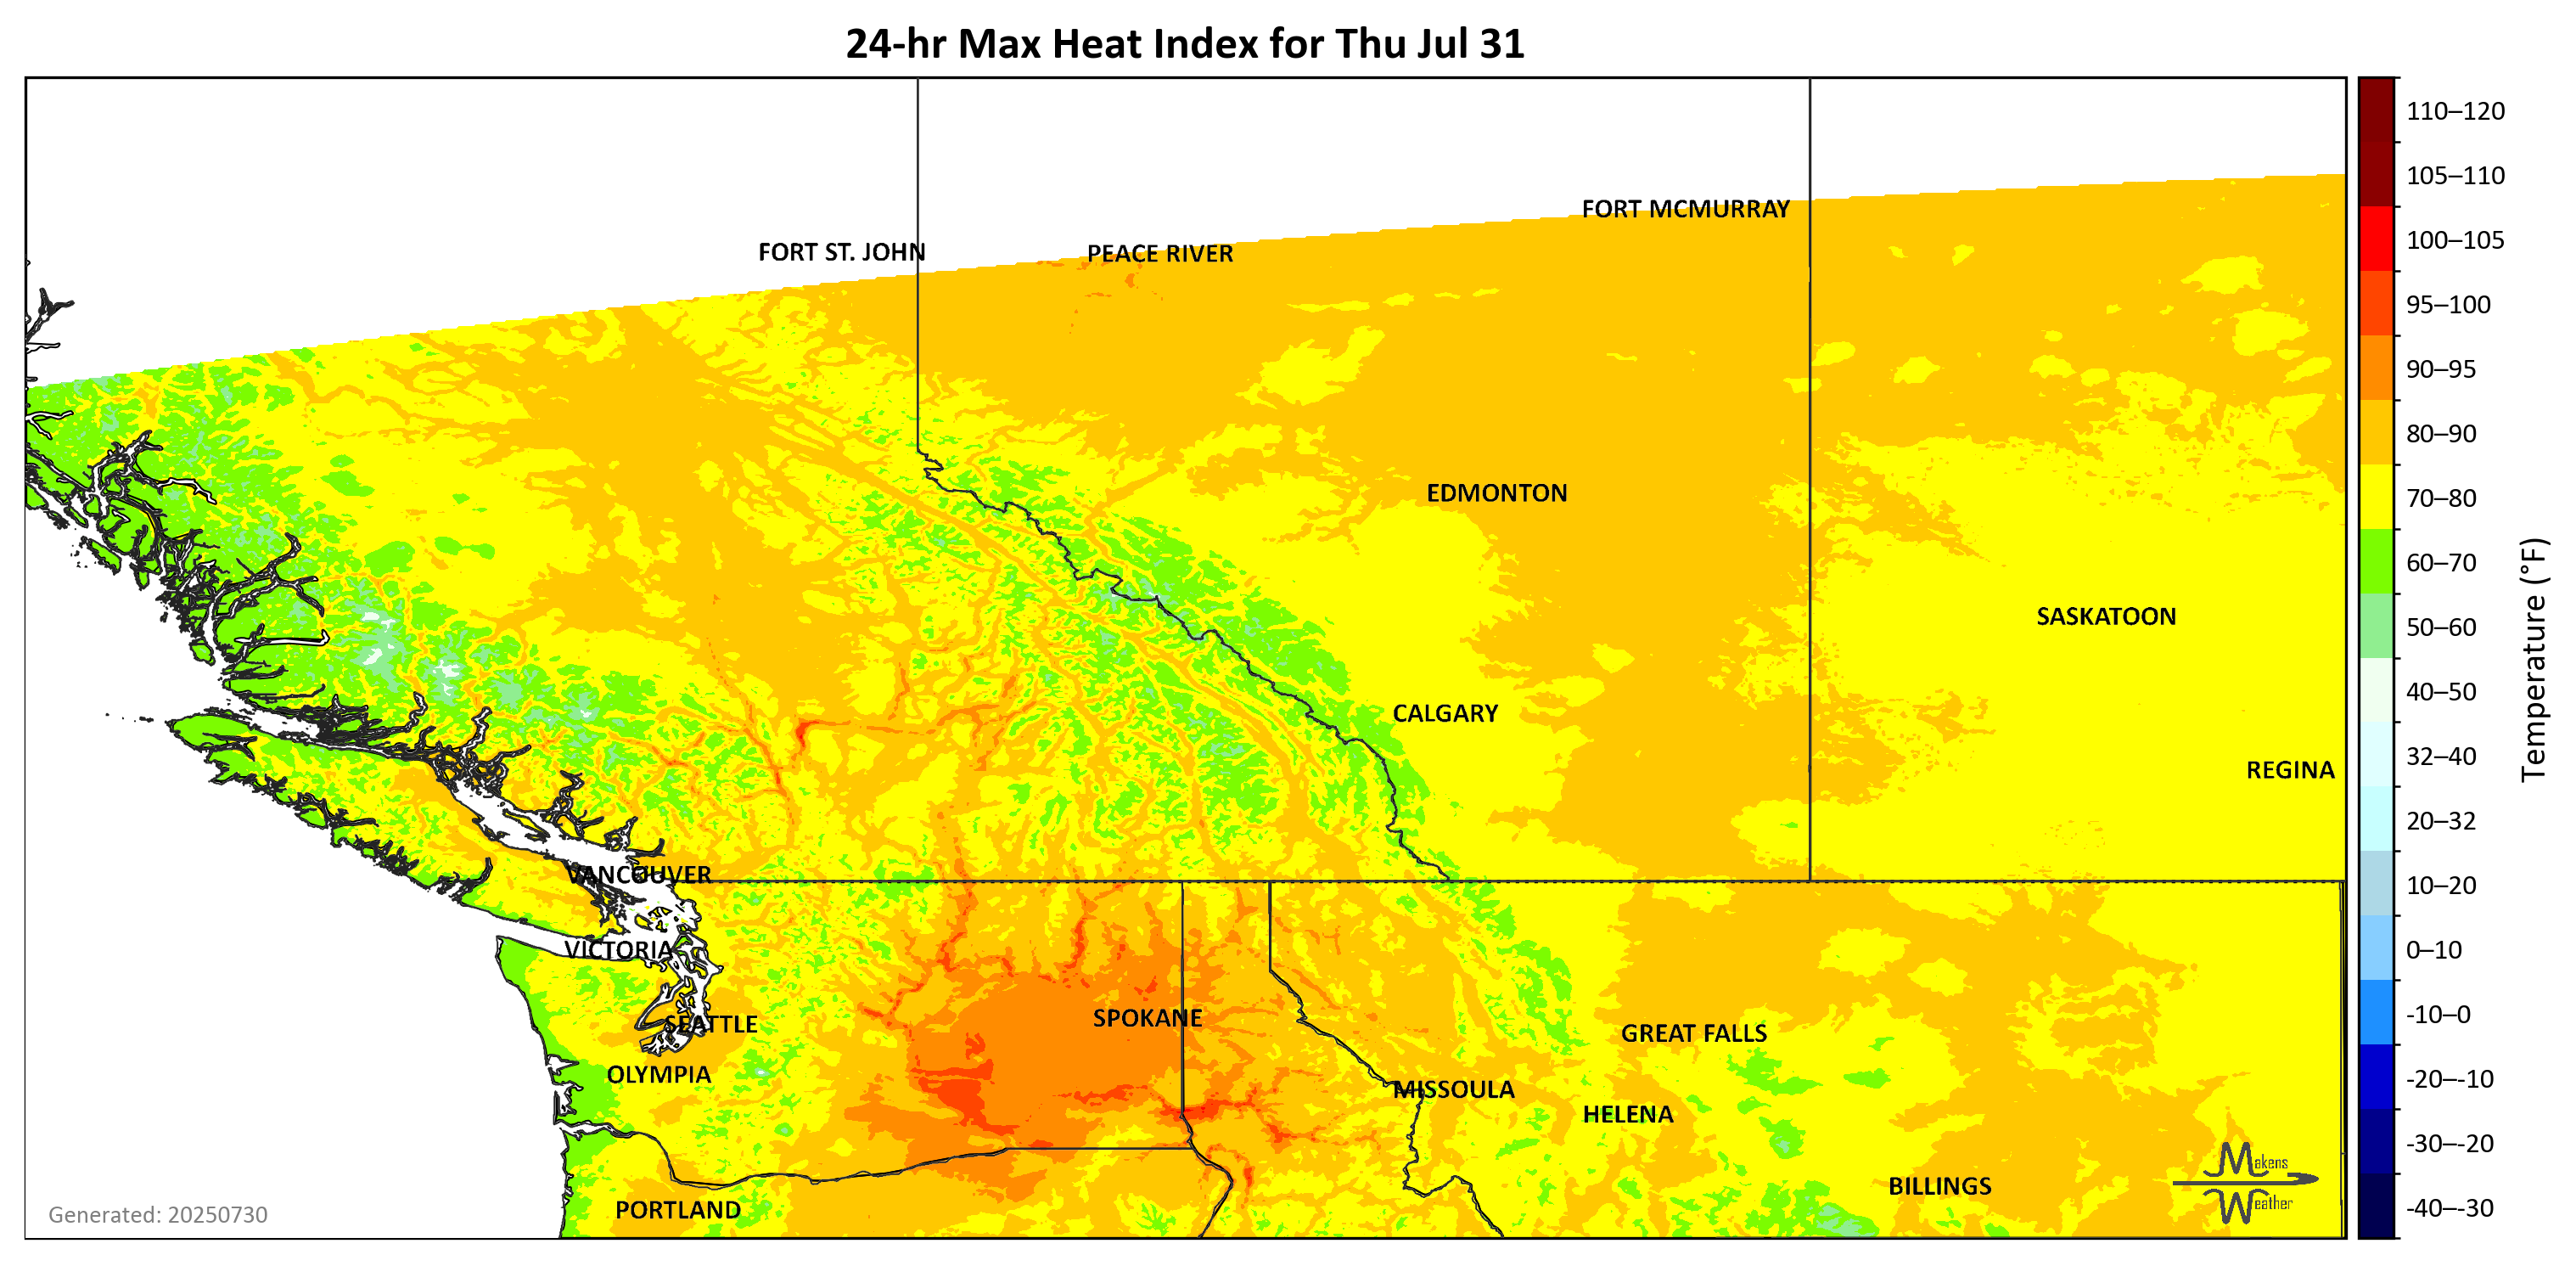 24-hr Max Heat Index for Thu Jul 31
110–120
105–110
100–105
95–100
90–95
80–90
70–80
60–70
50–60
40–50
32–40
20–32
10–20
0–10
-10–0
-20–-10
-30–-20
-40–-30
Temperature (°F)
FORT MCMURRAY
FORT ST. JOHN
PEACE RIVER
EDMONTON
SASKATOON
CALGARY
REGINA
VANCOUVER
VICTORIA
SEATTLE
SPOKANE
GREAT FALLS
OLYMPIA
MISSOULA
HELENA
BILLINGS
PORTLAND
Makens
Weather
Generated: 20250730